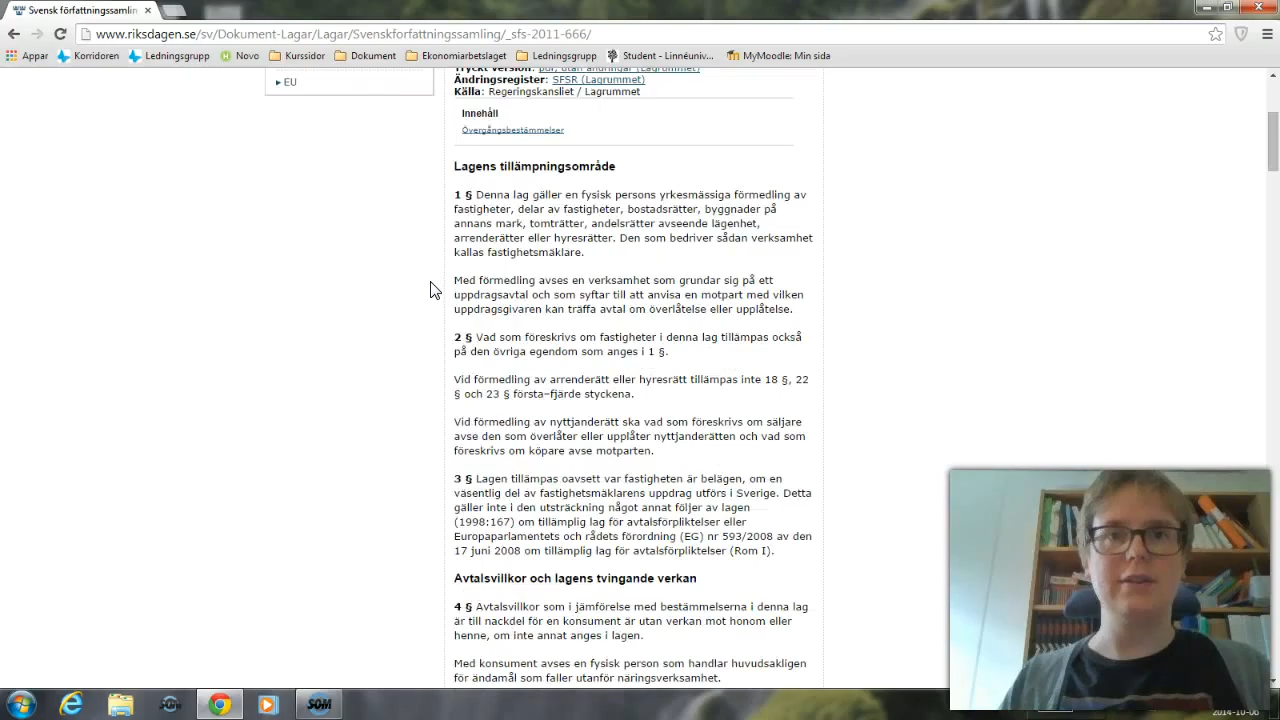 Svensk författningssamlin
www.riksdagen.se/sv/Dokument-Lagar/Lagar/Svenskforfattningssamling/_sfs-2011-666/
Appar Korridoren Ledningsgrupp Novo Kurssidor Dokument Ekonomiarbetslaget Ledningsgrupp Student - Linnéuniv... MyMoodle: Min sida
Tryckt version: pdf, utan ändringar (Lagrummet)
EU
Ändringsregister: SFSR (Lagrummet)
Källa: Regeringskansliet / Lagrummet
Innehåll
Övergångsbestämmelser
Lagens tillämpningsområde
1 § Denna lag gäller en fysisk persons yrkesmässiga förmedling av
fastigheter, delar av fastigheter, bostadsrätter, byggnader på
annans mark, tomträtter, andelsrätter avseende lägenhet,
arrenderätter eller hyresrätter. Den som bedriver sådan verksamhet
kallas fastighetsmäklare.
Med förmedling avses en verksamhet som grundar sig på ett
uppdragsavtal och som syftar till att anvisa en motpart med vilken
uppdragsgivaren kan träffa avtal om överlåtelse eller upplåtelse.
2 § Vad som föreskrivs om fastigheter i denna lag tillämpas också
på den övriga egendom som anges i 1 §.
Vid förmedling av arrenderätt eller hyresrätt tillämpas inte 18 §, 22
§ och 23 § första–fjärde styckena.
Vid förmedling av nyttjanderätt ska vad som föreskrivs om säljare
avse den som överlåter eller upplåter nyttjanderätten och vad som
föreskrivs om köpare avse motparten.
3 § Lagen tillämpas oavsett var fastigheten är belägen, om en
väsentlig del av fastighetsmäklarens uppdrag utförs i Sverige. Detta
gäller inte i den utsträckning något annat följer av lagen
(1998:167) om tillämplig lag för avtalsförpliktelser eller
Europaparlamentets och rådets förordning (EG) nr 593/2008 av den
17 juni 2008 om tillämplig lag för avtalsförpliktelser (Rom I).
Avtalsvillkor och lagens tvingande verkan
4 § Avtalsvillkor som i jämförelse med bestämmelserna i denna lag
är till nackdel för en konsument är utan verkan mot honom eller
henne, om inte annat anges i lagen.
Med konsument avses en fysisk person som handlar huvudsakligen
för ändamål som faller utanför näringsverksamhet.
SOM
SOM
2014-10-06